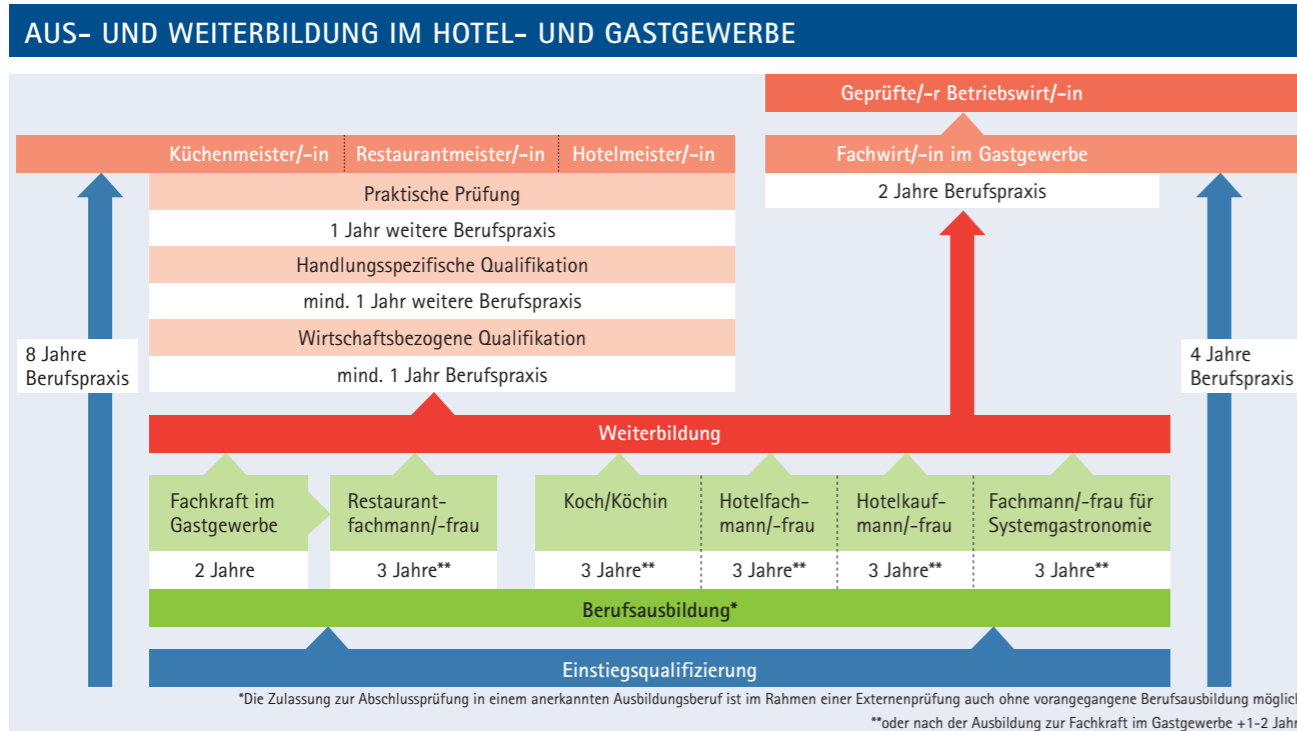 AUS- UND WEITERBILDUNG IM HOTEL- UND GASTGEWERBE
Geprüfte/-r Betriebswirt/-in
Küchenmeister/-in Restaurantmeister/-in Hotelmeister/-in
Fachwirt/-in im Gastgewerbe
Praktische Prüfung
2 Jahre Berufspraxis
1 Jahr weitere Berufspraxis
Handlungsspezifische Qualifikation
mind. 1 Jahr weitere Berufspraxis
Wirtschaftsbezogene Qualifikation
mind. 1 Jahr Berufspraxis
8 Jahre
Berufspraxis
4 Jahre
Berufspraxis
Weiterbildung
Fachkraft im
Gastgewerbe
Restaurant-
fachmann/-frau
Koch/Köchin
Hotelfach-
mann/-frau
Hotelkauf-
mann/-frau
Fachmann/-frau für
Systemgastronomie
2 Jahre
3 Jahre**
3 Jahre**
3 Jahre**
3 Jahre**
3 Jahre**
Berufsausbildung*
Einstiegsqualifizierung
*Die Zulassung zur Abschlussprüfung in einem anerkannten Ausbildungsberuf ist im Rahmen einer Externenprüfung auch ohne vorangegangene Berufsausbildung möglic
**oder nach der Ausbildung zur Fachkraft im Gastgewerbe +1-2 Jahr